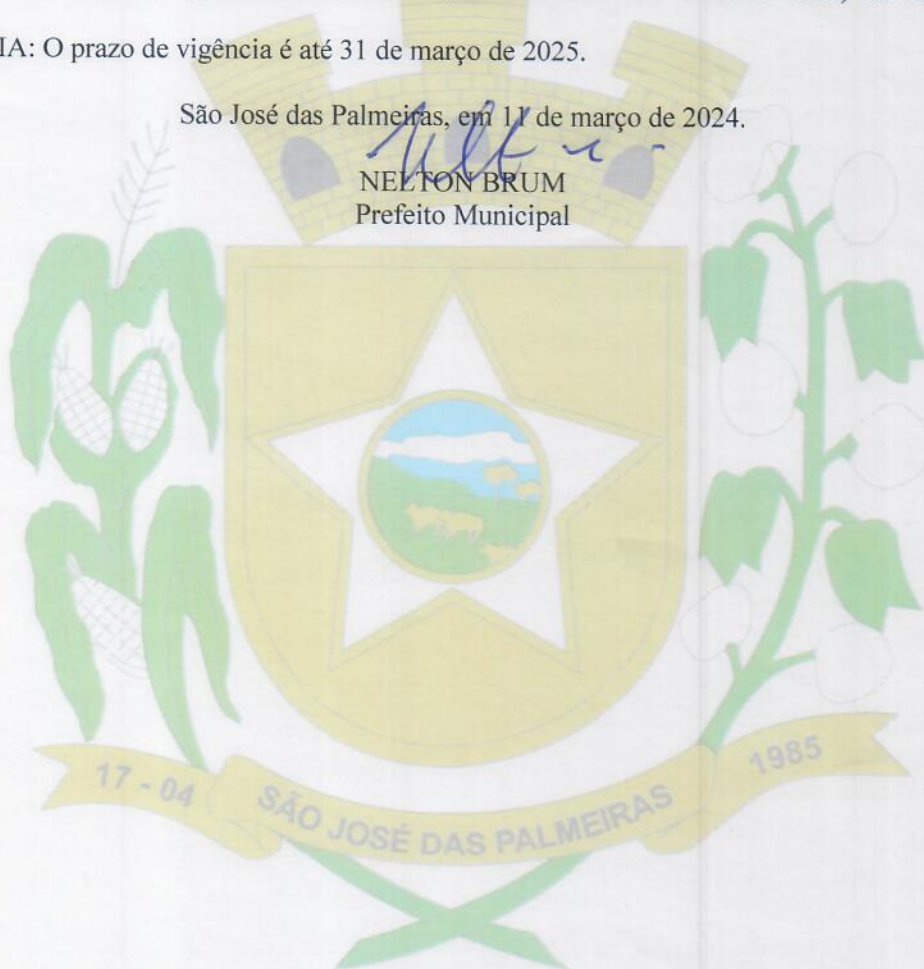 IA: O prazo de vigência é até 31 de março de 2025.
São José das Palmeiras, em 11 de março de 2024.
NELTON BRUM
Prefeito Municipal
17 - 04
SÃO JOSÉ DAS PALMEIRAS
1985